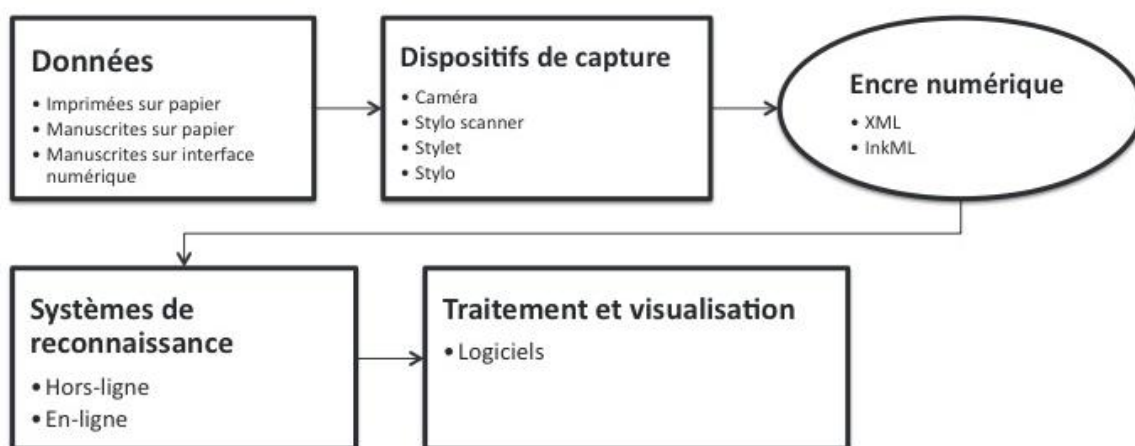 Données
• Imprimées sur papier
• Manuscrites sur papier
• Manuscrites sur interface
numérique
Dispositifs de capture
• Caméra
• Stylo scanner
• Stylet
• Stylo
Encre numérique
• XML
• InkML
Systèmes de
reconnaissance
• Hors-ligne
• En-ligne
Traitement et visualisation
• Logiciels